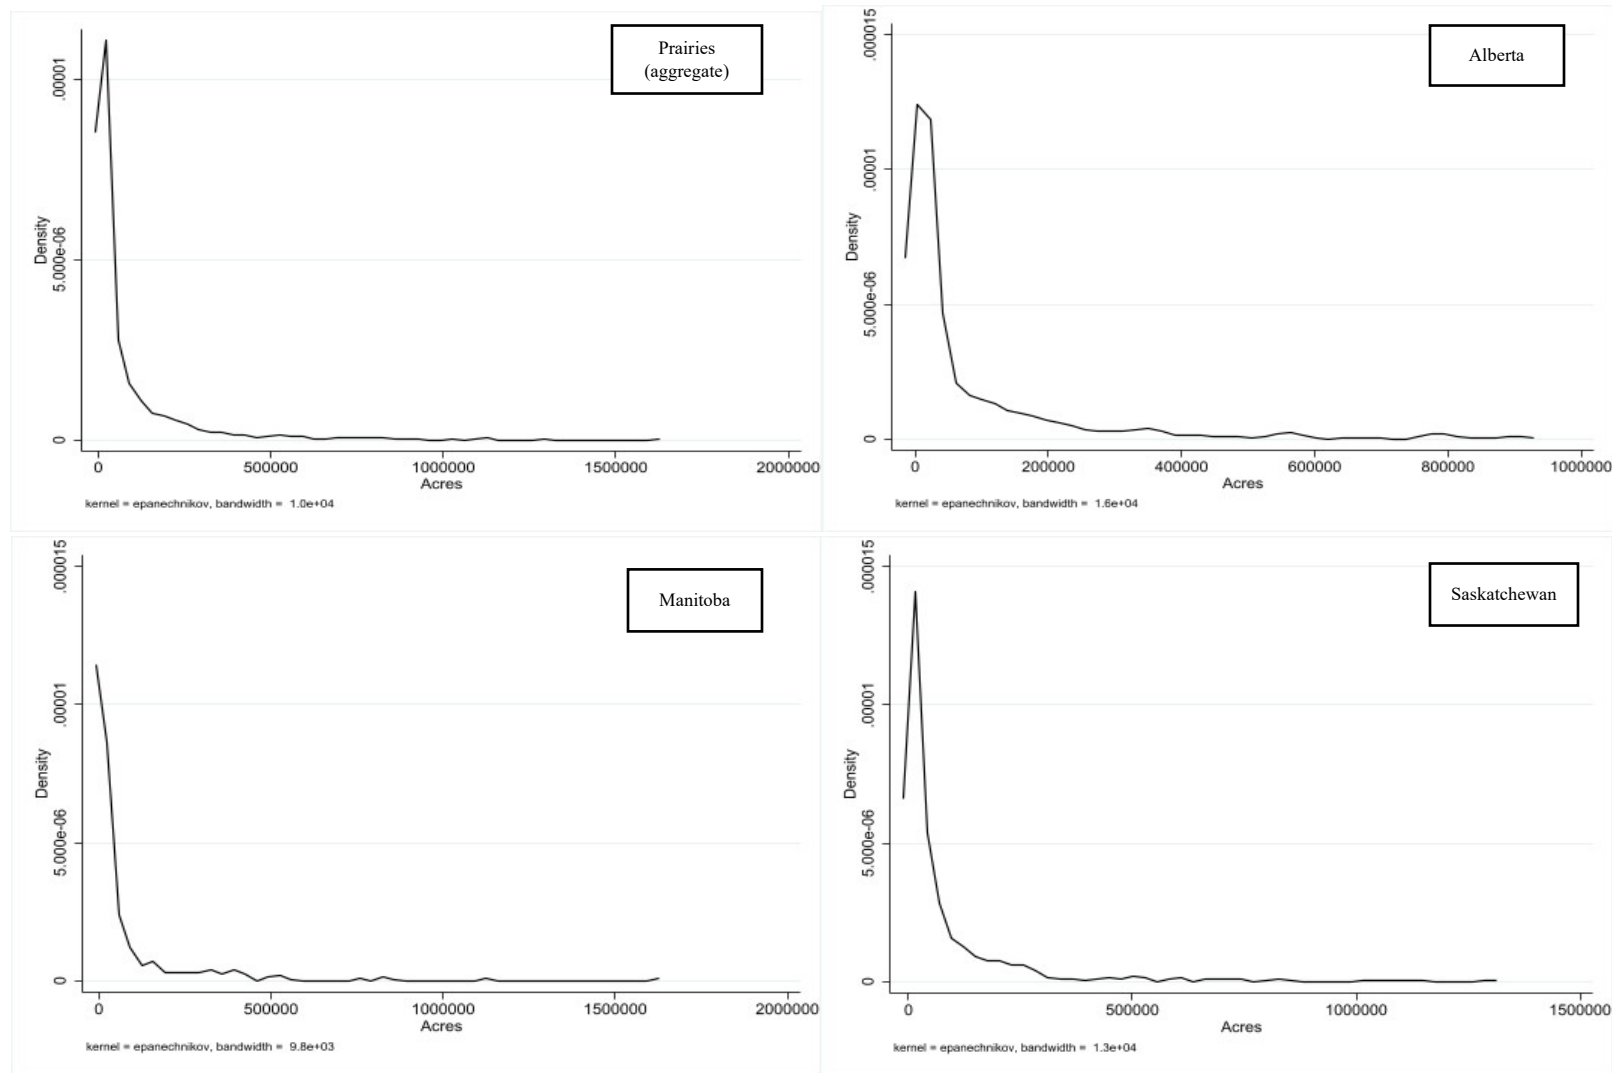 Prairies
(aggregate)
Density
0
5.000e-06
.00001
0
500000
1000000
1500000
2000000
Acres
kernel = epanechnikov, bandwidth = 1.0e+04
Alberta
Density
0
5.000e-06
.00001
.000015
0
200000
400000
600000
800000
1000000
Acres
kernel = epanechnikov, bandwidth = 1.6e+04
Manitoba
Density
0
5.000e-06
.00001
.000015
0
500000
1000000
1500000
2000000
Acres
kernel = epanechnikov, bandwidth = 9.8e+03
Saskatchewan
Density
0
5.000e-06
.00001
.000015
0
500000
1000000
1500000
Acres
kernel = epanechnikov, bandwidth = 1.3e+04